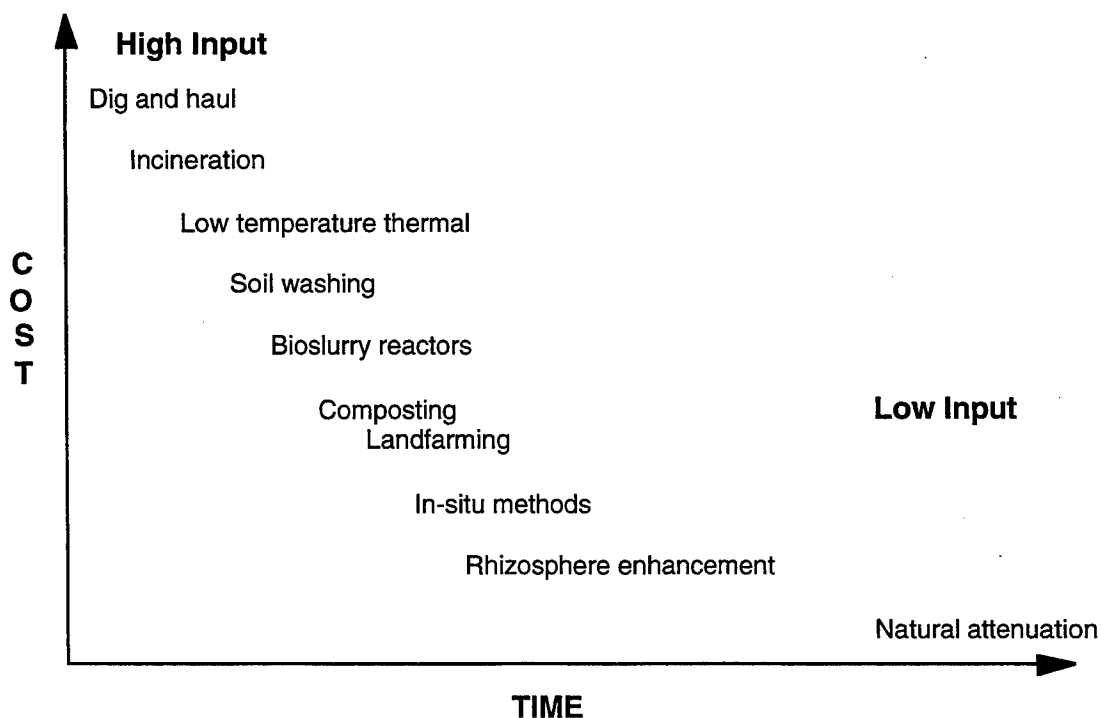 High Input
Dig and haul
Incineration
Low temperature thermal
Soil washing
Bioslurry reactors
Composting
Landfarming
In-situ methods
Rhizosphere enhancement
Natural attenuation
Low Input
COST
TIME